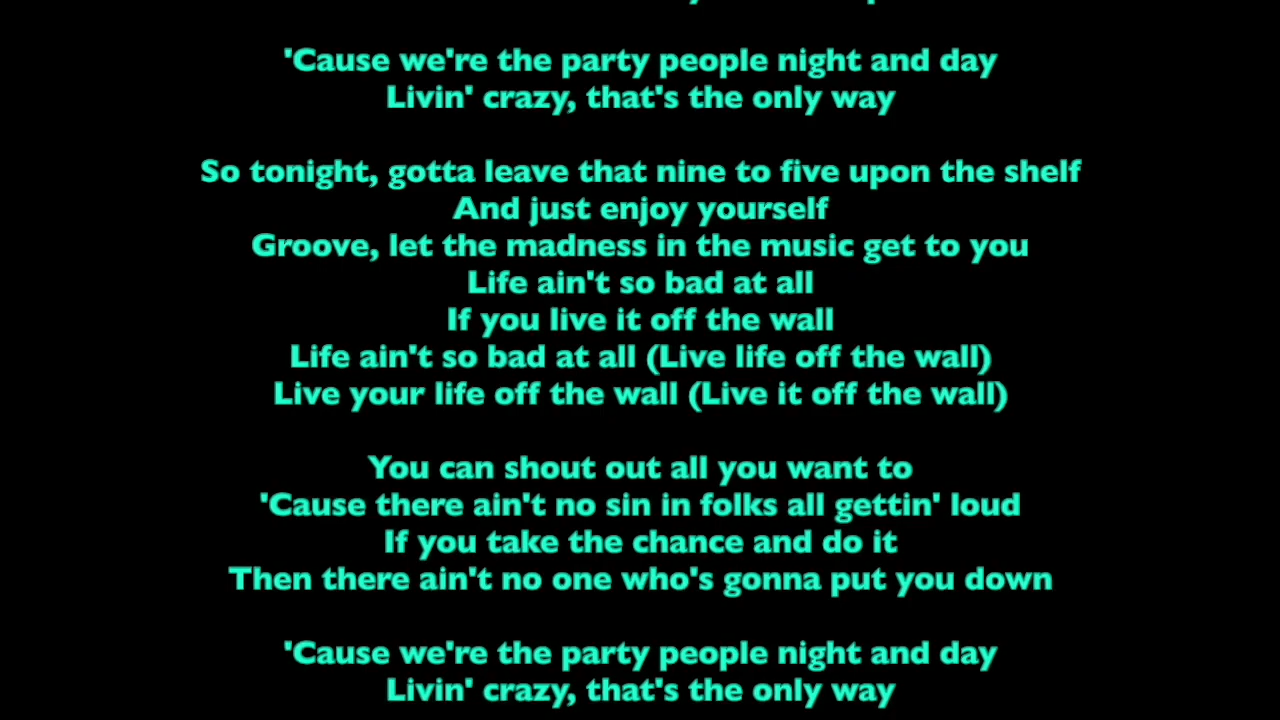 'Cause we're the party people night and day
Livin' crazy, that's the only way
So tonight, gotta leave that nine to five upon the shelf
And just enjoy yourself
Groove, let the madness in the music get to you
Life ain't so bad at all
If you live it off the wall
Life ain't so bad at all (Live life off the wall)
Live your life off the wall (Live it off the wall)
You can shout out all you want to
'Cause there ain't no sin in folks all gettin' loud
If you take the chance and do it
Then there ain't no one who's gonna put you down
'Cause we're the party people night and day
Livin' crazy, that's the only way